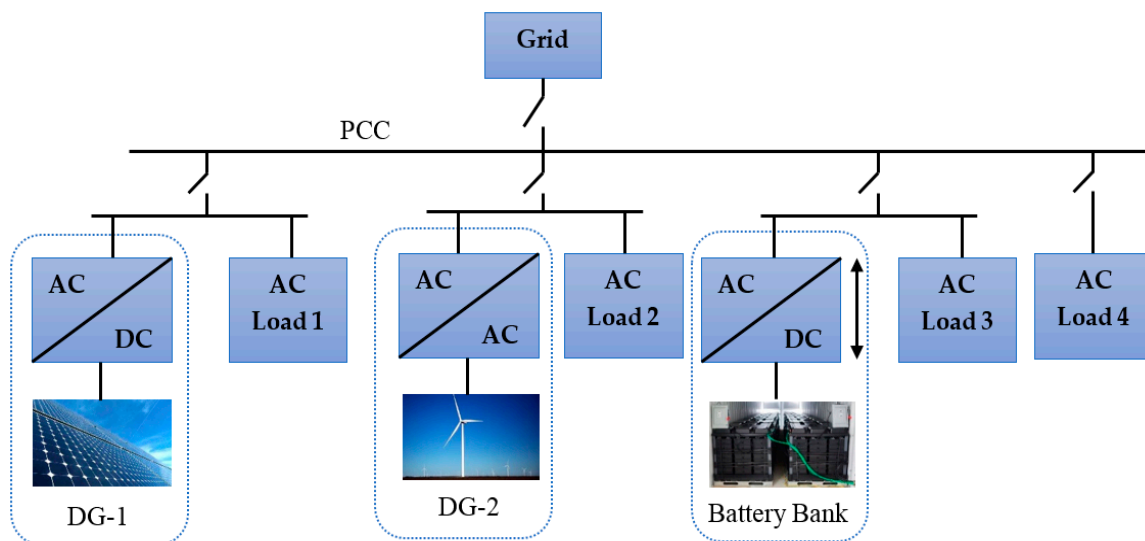 Grid
PCC
AC
DC
AC
Load 1
AC
AC
AC
Load 2
AC
DC
AC
Load 3
AC
Load 4
DG-1
DG-2
Battery Bank